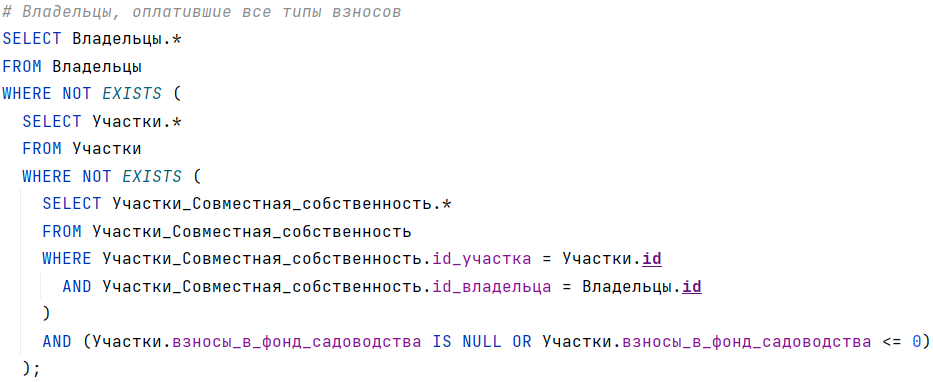 # Владельцы, оплатившие все типы взносов
SELECT Владельцы.*
FROM Владельцы
WHERE NOT EXISTS (
SELECT Участки.*
FROM Участки
WHERE NOT EXISTS (
SELECT Участки_Совместная_собственность.*
FROM Участки_Совместная_собственность
WHERE Участки_Совместная_собственность.id_участка = Участки.id
AND Участки_Совместная_собственность.id_владельца = Владельцы.id
)
AND (Участки.взносы_в_фонд_садоводства IS NULL OR Участки.взносы_в_фонд_садоводства <= 0)
);